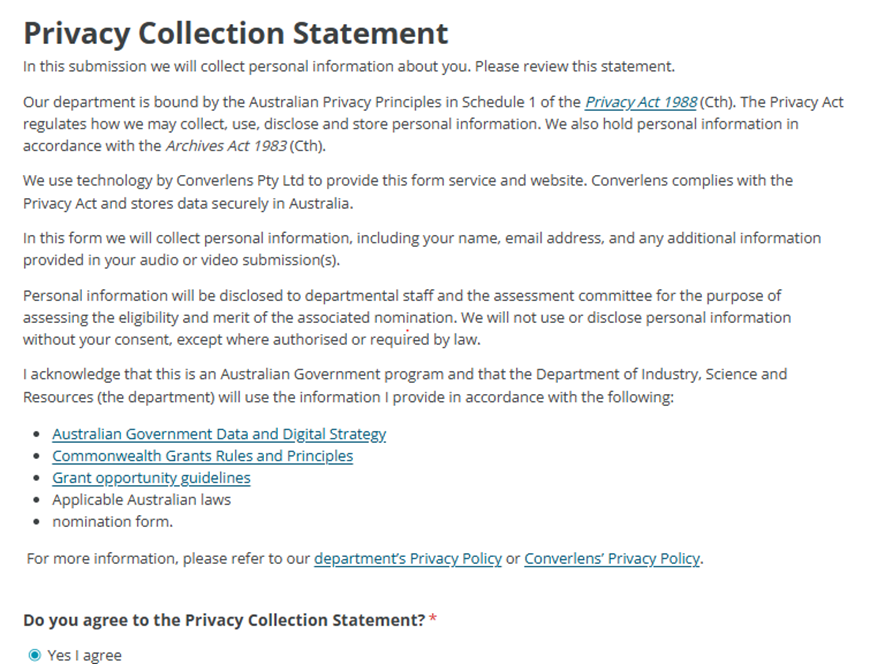 Privacy Collection Statement
In this submission we will collect personal information about you. Please review this statement.
Our department is bound by the Australian Privacy Principles in Schedule 1 of the Privacy Act 1988 (Cth). The Privacy Act
regulates how we may collect, use, disclose and store personal information. We also hold personal information in
accordance with the Archives Act 1983 (Cth).
We use technology by Converlens Pty Ltd to provide this form service and website. Converlens complies with the
Privacy Act and stores data securely in Australia.
In this form we will collect personal information, including your name, email address, and any additional information
provided in your audio or video submission(s).
Personal information will be disclosed to departmental staff and the assessment committee for the purpose of
assessing the eligibility and merit of the associated nomination. We will not use or disclose personal information
without your consent, except where authorised or required by law.
I acknowledge that this is an Australian Government program and that the Department of Industry, Science and
Resources (the department) will use the information I provide in accordance with the following:
• Australian Government Data and Digital Strategy
• Commonwealth Grants Rules and Principles
• Grant opportunity guidelines
• Applicable Australian laws
• nomination form.
For more information, please refer to our department's Privacy Policy or Converlens' Privacy Policy.
Do you agree to the Privacy Collection Statement? *
Yes I agree